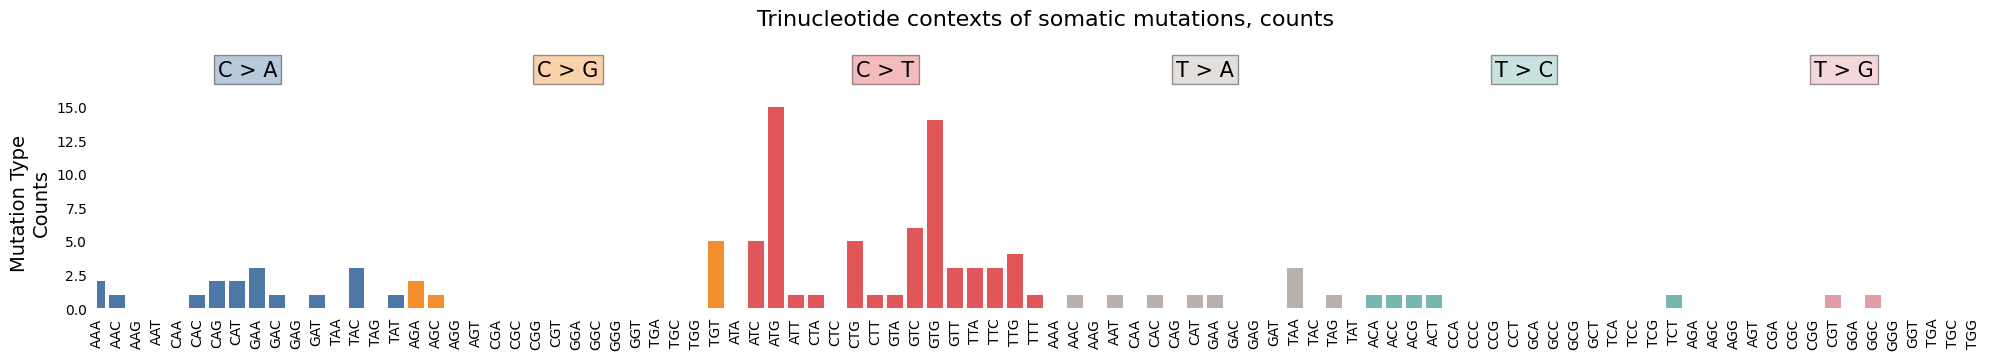 Trinucleotide contexts of somatic mutations, counts
C > A
C > G
C > T
T > A
T > C
T > G
Mutation Type
Counts
15.0
12.5
10.0
7.5
5.0
2.5
0.0
AAA
AAC
AAG
AAT
CAA
CAC
CAG
CAT
GAA
GAC
GAG
GAT
TAA
TAC
TAG
TAT
AGA
AGC
AGG
AGT
CGA
CGC
CGG
CGT
GGA
GGC
GGG
GGT
TGA
TGC
TGG
TGT
ATA
ATC
ATG
ATT
CTA
CTC
CTG
CTT
GTA
GTC
GTG
GTT
TTA
TTC
TTG
TTT
AAA
AAC
AAG
AAT
CAA
CAC
CAG
CAT
GAA
GAC
GAG
GAT
TAA
TAC
TAG
TAT
ACA
ACC
ACG
ACT
CCA
CCC
CCG
CCT
GCA
GCC
GCG
GCT
TCA
TCC
TCG
TCT
AGA
AGC
AGG
AGT
CGA
CGC
CGG
CGT
GGA
GGC
GGG
GGT
TGA
TGC
TGG